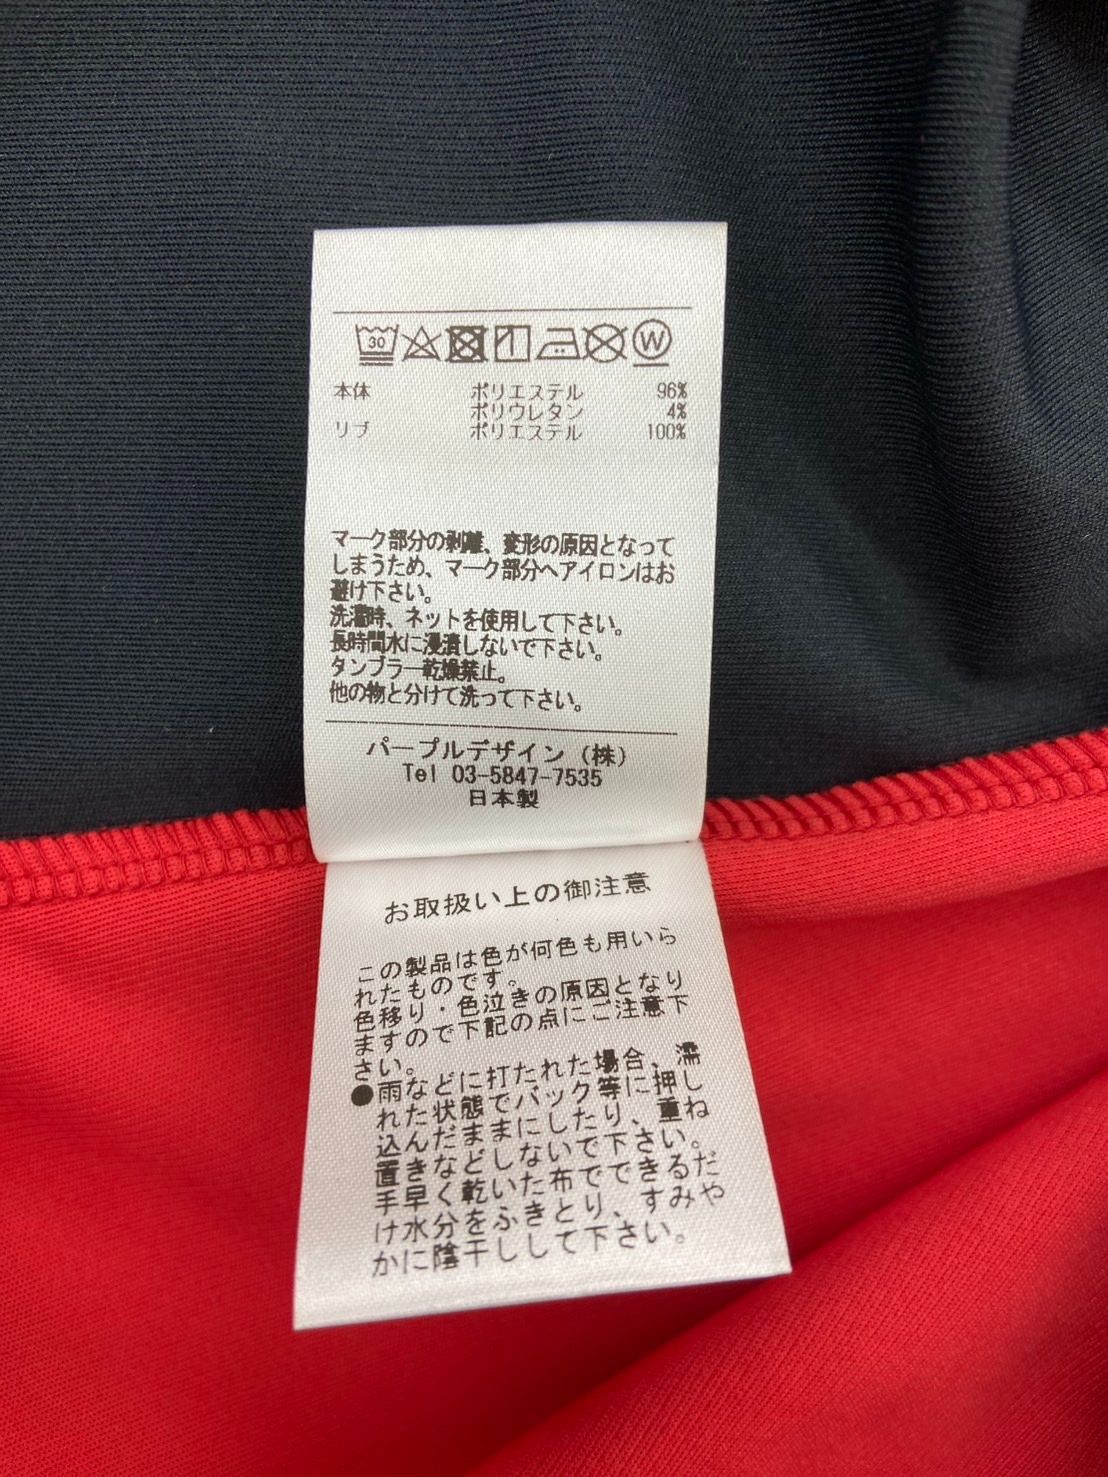 30 W
本体 ポリエステル 96%
ポリウレタン 4%
リブ ポリエステル 100%
マーク部分の剥離、変形の原因となって
しまうため、マーク部分へアイロンはお
避け下さい。
洗濯時、ネットを使用して下さい。
長時間水に浸漬しないで下さい。
タンブラー乾燥禁止。
他の物と分けて洗って下さい。
パープルデザイン(株)
Tel 03-5847-7535
日本製
お取扱い上の御注意
この製品は色が何色も用いら
れたものです。
色移り・色泣きの原因となり
ますので下記の点にご注意下
さい。
●雨などに打たれた場合、濡
れた状態でバック等に押し
込んだままにしたり、重ね
置きなどしないで下さい。
手早く乾いた布でできるだ
け水分をふきとり、すみや
かに陰干しして下さい。